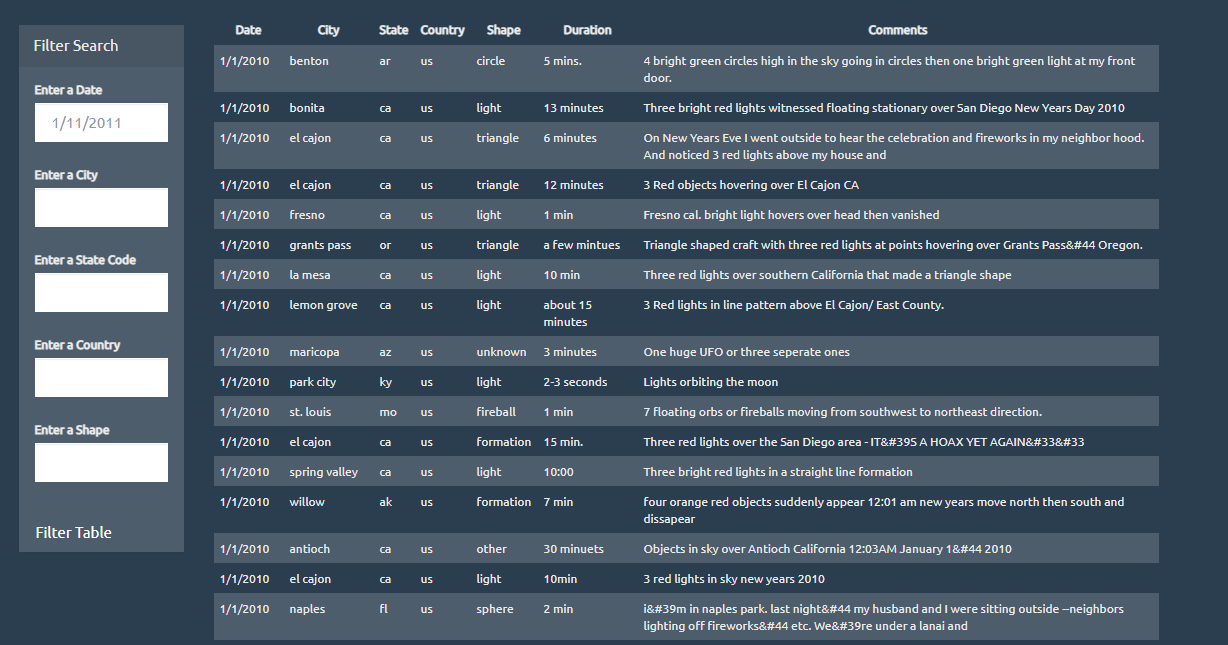 Filter Search
Enter a Date
1/11/2011
Enter a City
Enter a State Code
Enter a Country
Enter a Shape
Filter Table
Date City State Country Shape Duration Comments
1/1/2010 benton ar us circle 5 mins. 4 bright green circles high in the sky going in circles then one bright green light at my front
door.
1/1/2010 bonita ca us light 13 minutes Three bright red lights witnessed floating stationary over San Diego New Years Day 2010
1/1/2010 el cajon ca us triangle 6 minutes On New Years Eve I went outside to hear the celebration and fireworks in my neighbor hood.
And noticed 3 red lights above my house and
1/1/2010 el cajon ca us triangle 12 minutes 3 Red objects hovering over El Cajon CA
1/1/2010 fresno ca us light 1 min Fresno cal. bright light hovers over head then vanished
1/1/2010 grants pass or us triangle a few mintues Triangle shaped craft with three red lights at points hovering over Grants Pass&#44 Oregon.
1/1/2010 la mesa ca us light 10 min Three red lights over southern California that made a triangle shape
1/1/2010 lemon grove ca us light about 15 3 Red lights in line pattern above El Cajon/ East County.
minutes
1/1/2010 maricopa az us unknown 3 minutes One huge UFO or three seperate ones
1/1/2010 park city ky us light 2-3 seconds Lights orbiting the moon
1/1/2010 st. louis mo us fireball 1 min 7 floating orbs or fireballs moving from southwest to northeast direction.
1/1/2010 el cajon ca us formation 15 min. Three red lights over the San Diego area - IT&#39S A HOAX YET AGAIN&#33&#33
1/1/2010 spring valley ca us light 10:00 Three bright red lights in a straight line formation
1/1/2010 willow ak us formation 7 min four orange red objects suddenly appear 12:01 am new years move north then south and
dissapear
1/1/2010 antioch ca us other 30 minuets Objects in sky over Antioch California 12:03AM January 1&#44 2010
1/1/2010 el cajon ca us light 10min 3 red lights in sky new years 2010
1/1/2010 naples fl us sphere 2 min i&#39m in naples park. last night&#44 my husband and I were sitting outside --neighbors
lighting off fireworks&#44 etc. We&#39re under a lanai and